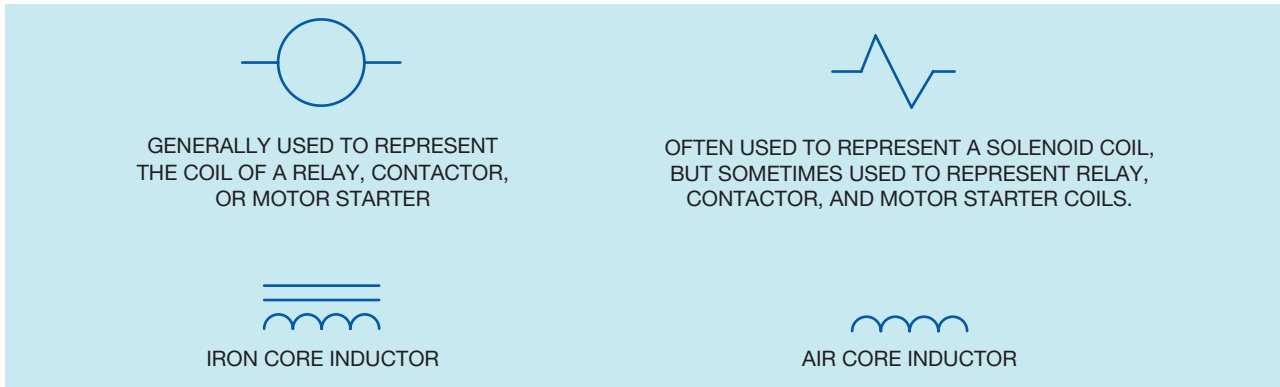 GENERALLY USED TO REPRESENT
THE COIL OF A RELAY, CONTACTOR,
OR MOTOR STARTER
OFTEN USED TO REPRESENT A SOLENOID COIL,
BUT SOMETIMES USED TO REPRESENT RELAY,
CONTACTOR, AND MOTOR STARTER COILS.
IRON CORE INDUCTOR
AIR CORE INDUCTOR